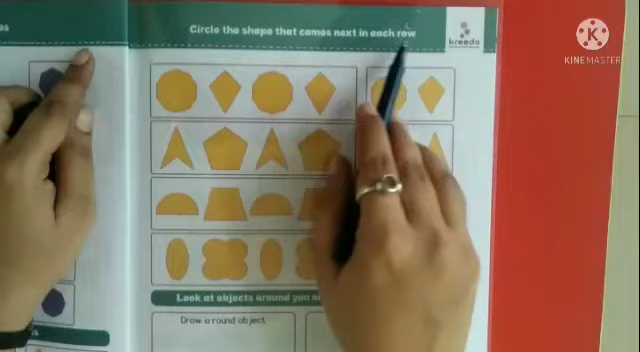 Circle the shape that comes next in each row
kreedo
KINEMASTER
Look at objects around you
Draw a round object